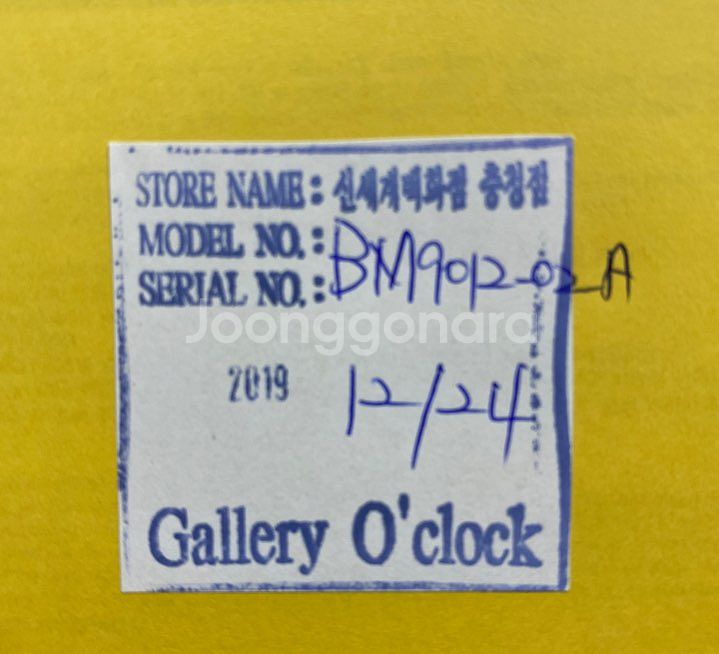 STORE NAME : 신세계백화점 충청점
MODEL NO. : BM9012-02_A
SERIAL NO. :
Joonggonara
2019 12/24
Gallery O'clock